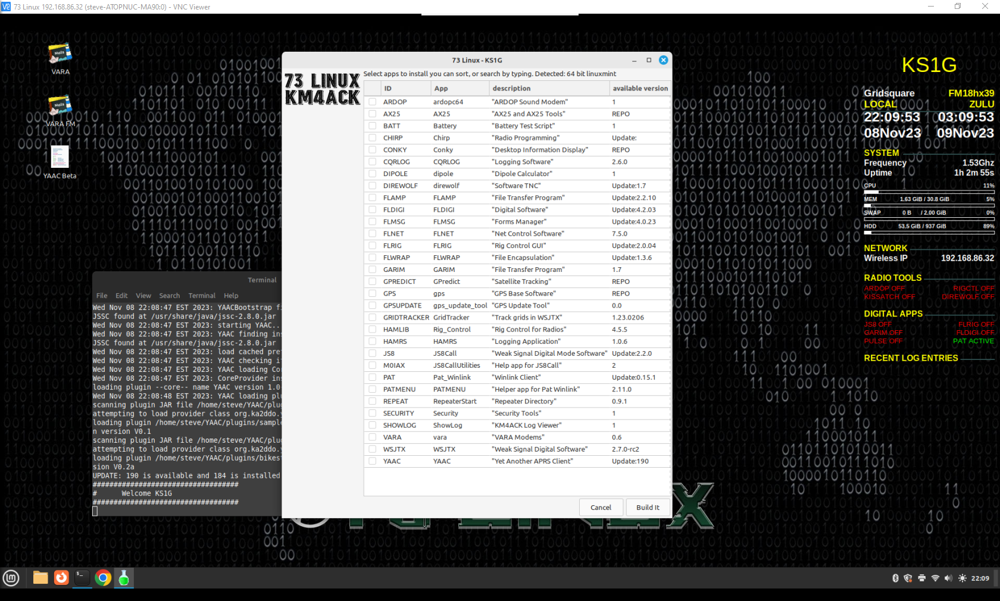 73 Linux 192.168.86.32 (steve-ATOPNUC-MA90:0) - VNC Viewer
VARA
VARA FM
YAAC Beta
Terminal
File Edit View Search Terminal Help
Wed Nov 08 22:08:47 EST 2023: YAACBootstrap f
JSSC found at /usr/share/java/jssc-2.8.0.jar
Wed Nov 08 22:08:47 EST 2023: starting YAAC..
Wed Nov 08 22:08:47 EST 2023: YAAC finding ins
JSSC found at /usr/share/java/jssc-2.8.0.jar
Wed Nov 08 22:08:47 EST 2023: load cached pre
Wed Nov 08 22:08:47 EST 2023: YAAC checking i
Wed Nov 08 22:08:47 EST 2023: YAAC loading Co
Wed Nov 08 22:08:47 EST 2023: CoreProvider ins
loading plugin --core-- name YAAC version 1.0
Wed Nov 08 22:08:48 EST 2023: YAAC loading plu
scanning plugin JAR file /home/steve/YAAC/plug
attempting to load provider class org.ka2ddo.y
loading plugin /home/steve/YAAC/plugins/sample
n version V0.1
scanning plugin JAR file /home/steve/YAAC/plug
attempting to load provider class org.ka2ddo.y
loading plugin /home/steve/YAAC/plugins/bikes
sion V0.2a
UPDATE: 190 is available and 184 is installed
###################################
# Welcome KS1G
###################################
73 Linux - KS1G
73 LINUX
KM4ACK
Select apps to install you can sort, or search by typing. Detected: 64 bit linuxmint
ID App description available version
ARDOP ardopc64 "ARDOP Sound Modem" 1
AX25 AX25 "AX25 and AX25 Tools" REPO
BATT Battery "Battery Test Script" 1
CHIRP Chirp "Radio Programming" Update:
CONKY Conky "Desktop Information Display" REPO
CQRLOG CQRLOG "Logging Software" 2.6.0
DIPOLE dipole "Dipole Calculator" 1
DIREWOLF direwolf "Software TNC" Update:1.7
FLAMP FLAMP "File Transfer Program" Update:2.2.10
FLDIGI FLDIGI "Digital Software" Update:4.2.03
FLMSG FLMSG "Forms Manager" Update:4.0.23
FLNET FLNET "Net Control Software" 7.5.0
FLRIG FLRIG "Rig Control GUI" Update:2.0.04
FLWRAP FLWRAP "File Encapsulation" Update:1.3.6
GARIM GARIM "File Transfer Program" 1.7
GPREDICT GPredict "Satellite Tracking" REPO
GPS gps "GPS Base Software" REPO
GPSUPDATE gps_update_tool "GPS Update Tool" 0.0
GRIDTRACKER GridTracker "Track grids in WSJTX" 1.23.0206
HAMLIB Rig_Control "Rig Control for Radios" 4.5.5
HAMRS HAMRS "Logging Application" 1.0.6
JS8 JS8Call "Weak Signal Digital Mode Software" Update:2.2.0
M0IAX JS8CallUtilities "Help app for JS8Call" 2
PAT Pat_Winlink "Winlink Client" Update:0.15.1
PATMENU PATMENU "Helper app for Pat Winlink" 2.11.0
REPEAT RepeaterStart "Repeater Directory" 0.9.1
SECURITY Security "Security Tools" 1
SHOWLOG ShowLog "KM4ACK Log Viewer" 1
VARA vara "VARA Modems" 0.6
WSJTX WSJTX "Weak Signal Digital Software" 2.7.0-rc2
YAAC YAAC "Yet Another APRS Client" Update:190
Cancel Build It
KS1G
Gridsquare FM18hx39
LOCAL ZULU
22:09:53 03:09:53
08Nov23 09Nov23
SYSTEM
Frequency 1.53Ghz
Uptime 1h 2m 55s
CPU 11%
MEM 1.63 GiB / 30.8 GiB 5%
SWAP 0 B / 2.00 GiB 0%
HDD 53.5 GiB / 937 GiB 89%
NETWORK
Wireless IP 192.168.86.32
RADIO TOOLS
ARDOP OFF RIGCTL OFF
KISSATCH OFF DIREWOLF OFF
DIGITAL APPS
JS8 OFF FLRIG OFF
GARIM OFF FLDIGI OFF
PULSE OFF PAT ACTIVE
RECENT LOG ENTRIES
22:09